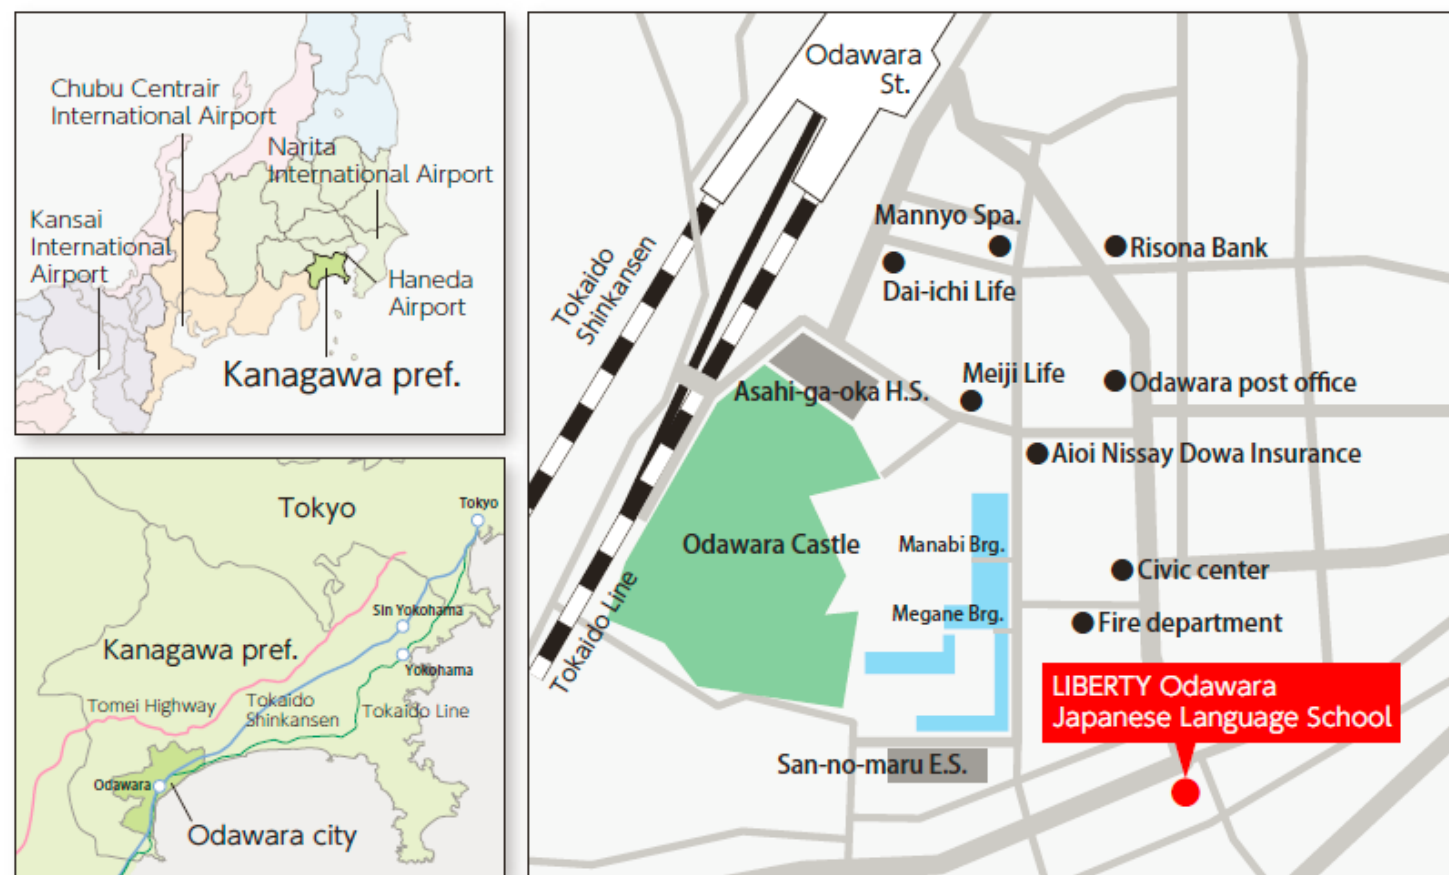 Chubu Centrair
International Airport
Narita
International Airport
Kansai
International
Airport
Haneda
Airport
Kanagawa pref.
Tokyo
Tokyo
Sin Yokohama
Kanagawa pref.
Yokohama
Tomei Highway
Tokaido
Shinkansen
Tokaido Line
Odawara
Odawara city
Odawara
St.
Tokaido
Shinkansen
Mannyo Spa.
Risona Bank
Dai-ichi Life
Asahi-ga-oka H.S.
Meiji Life
Odawara post office
Aioi Nissay Dowa Insurance
Odawara Castle
Manabi Brg.
Civic center
Megane Brg.
Fire department
Tokaido Line
LIBERTY Odawara
Japanese Language School
San-no-maru E.S.